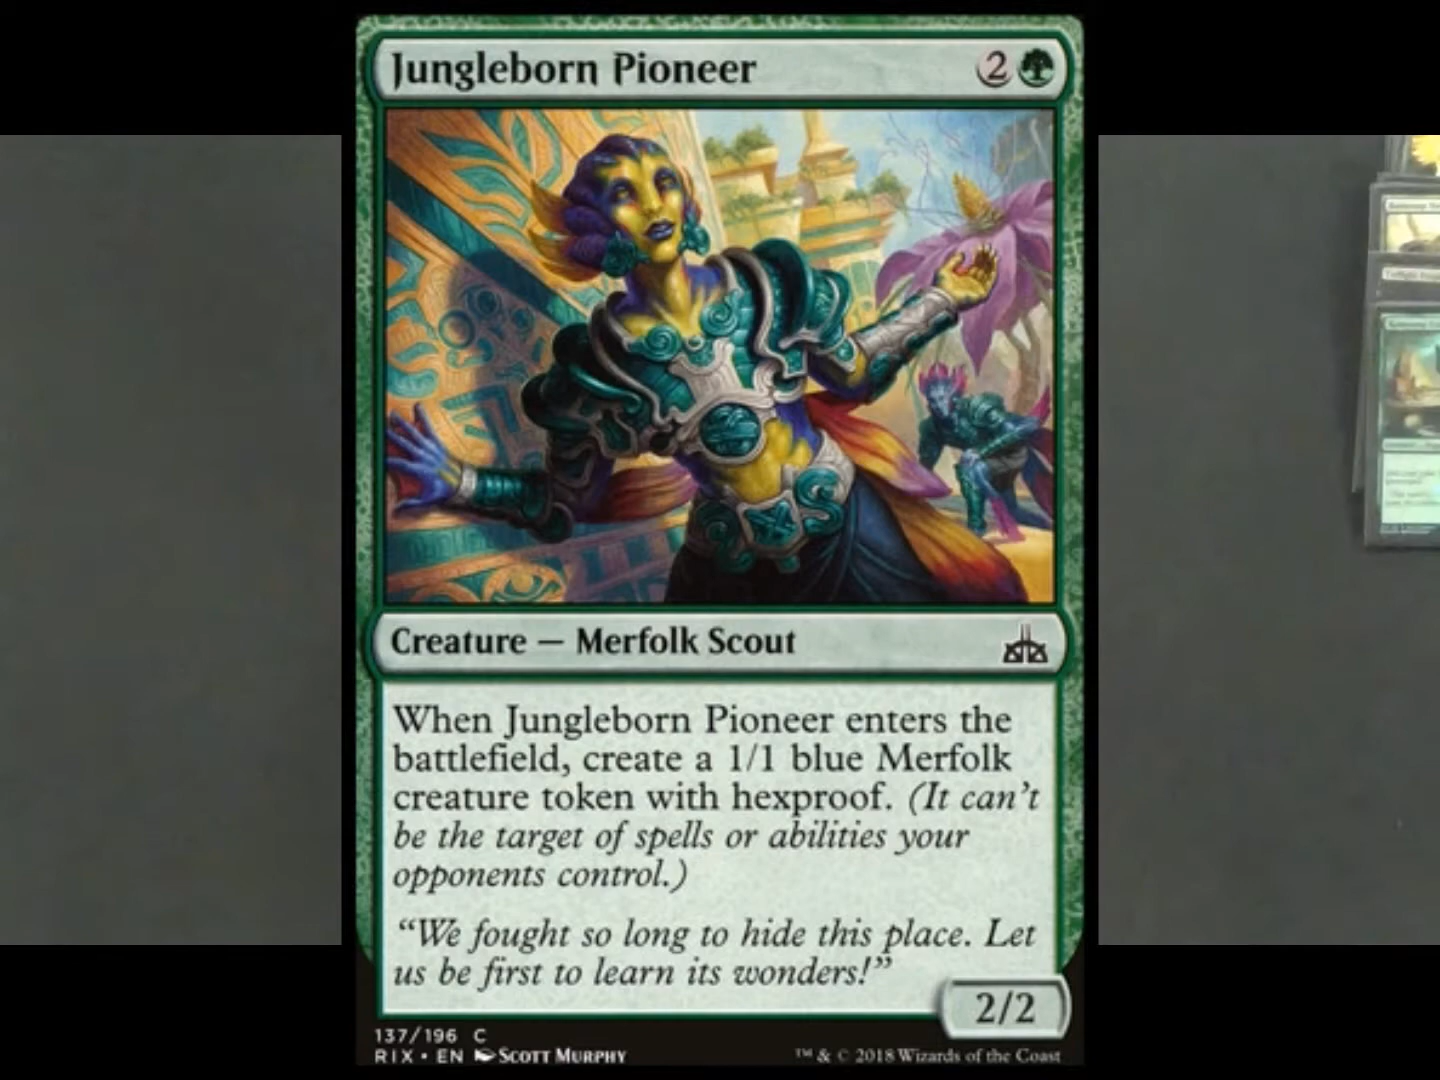 Jungleborn Pioneer 2
Creature — Merfolk Scout
When Jungleborn Pioneer enters the
battlefield, create a 1/1 blue Merfolk
creature token with hexproof. (It can't
be the target of spells or abilities your
opponents control.)
"We fought so long to hide this place. Let
us be first to learn its wonders!"
2/2
137/196 C
RIX • EN Scott Murphy
™ & © 2018 Wizards of the Coast